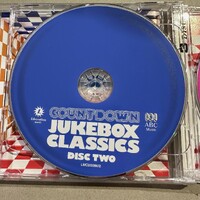 COUNTDOWN
JUKEBOX
CLASSICS
DISC TWO
ABC
Music